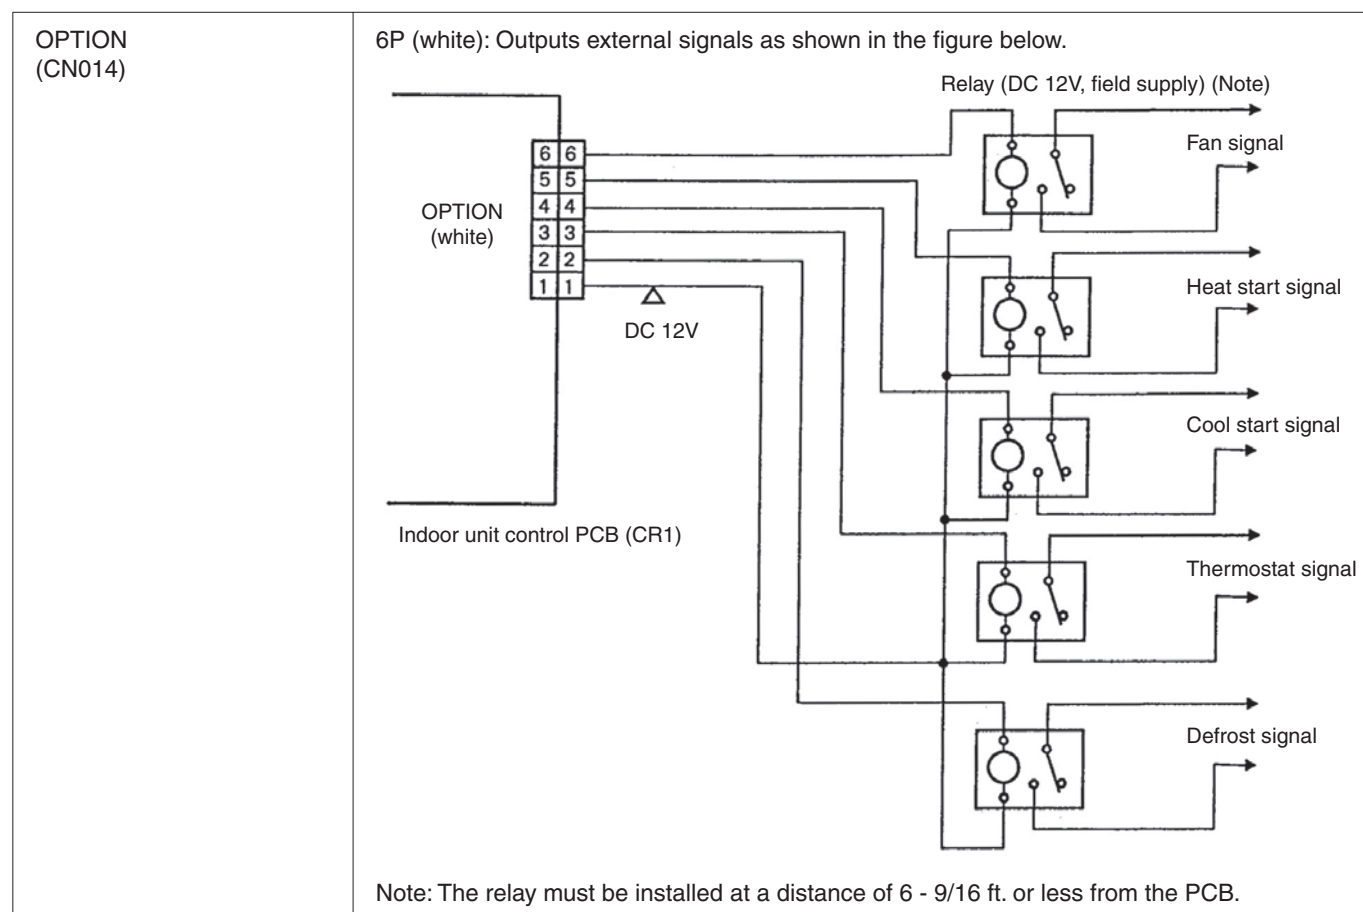 OPTION
(CN014)
6P (white): Outputs external signals as shown in the figure below.
Relay (DC 12V, field supply) (Note)
Fan signal
6 6
5 5
4 4
3 3
2 2
1 1
OPTION
(white)
DC 12V
Heat start signal
Cool start signal
Indoor unit control PCB (CR1)
Thermostat signal
Defrost signal
Note: The relay must be installed at a distance of 6 - 9/16 ft. or less from the PCB.